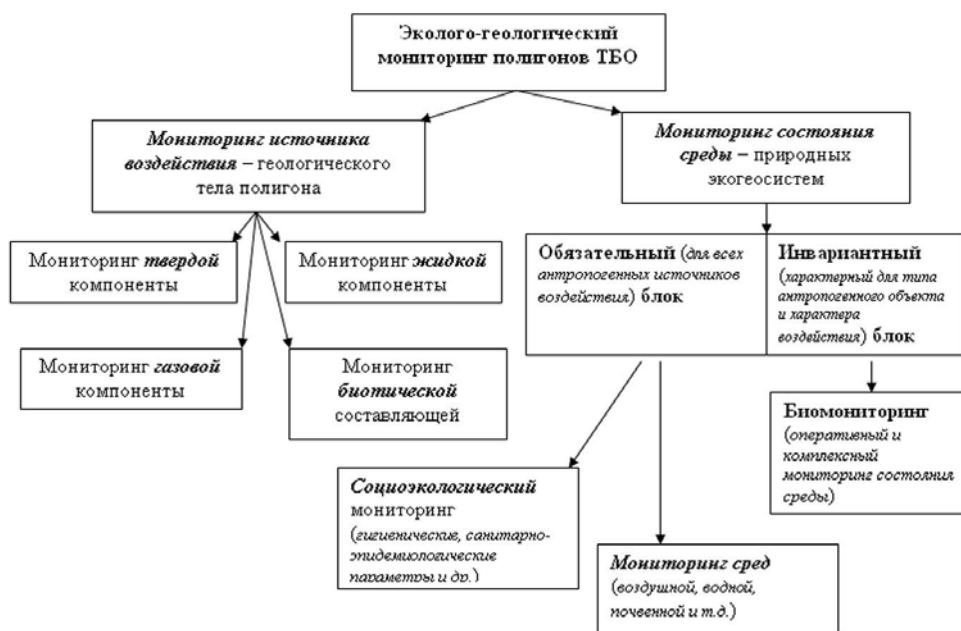 Эколого-геологический
мониторинг полигонов ТБО
Мониторинг источника
воздействия – геологического
тела полигона
Мониторинг состояния
среды – природных
экогеосистем
Мониторинг твердой
компоненты
Мониторинг жидкой
компоненты
Обязательный (для всех
антропогенных источников
воздействия) блок
Инвариантный
(характерный для типа
антропогенного объекта
и характера
воздействия) блок
Мониторинг газовой
компоненты
Мониторинг
биотической
составляющей
Биомониторинг
(оперативный и
комплексный
мониторинг состояния
среды)
Социоэкологический
мониторинг
(гигиенические, санитарно-
эпидемиологические
параметры и др.)
Мониторинг сред
(воздушной, водной,
почвенной и т.д.)